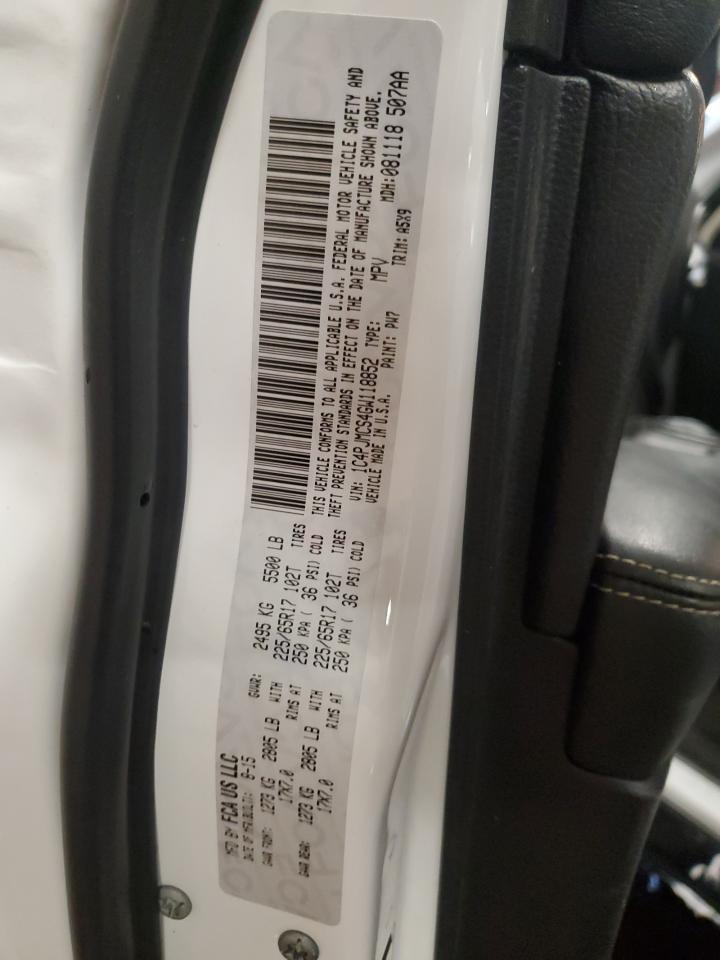 MFD BY FCA US LLC
DATE OF MFR/BUILT: 8-15 GVWR: 2495 KG 5500 LB
GAWR FRONT: 1273 KG 2805 LB WITH 225/65R17 102T TIRES
17X7.0 RIMS AT 250 KPA ( 36 PSI) COLD
GAWR REAR: 1273 KG 2805 LB WITH 225/65R17 102T TIRES
17X7.0 RIMS AT 250 KPA ( 36 PSI) COLD
THIS VEHICLE CONFORMS TO ALL APPLICABLE U.S.A. FEDERAL MOTOR VEHICLE SAFETY AND
THEFT PREVENTION STANDARDS IN EFFECT ON THE DATE OF MANUFACTURE SHOWN ABOVE.
VIN: 1C4PJMCS4GW118852 TYPE: MPV MDH:081118 507AA
VEHICLE MADE IN U.S.A. PAINT: PW7 TRIM: A5X9